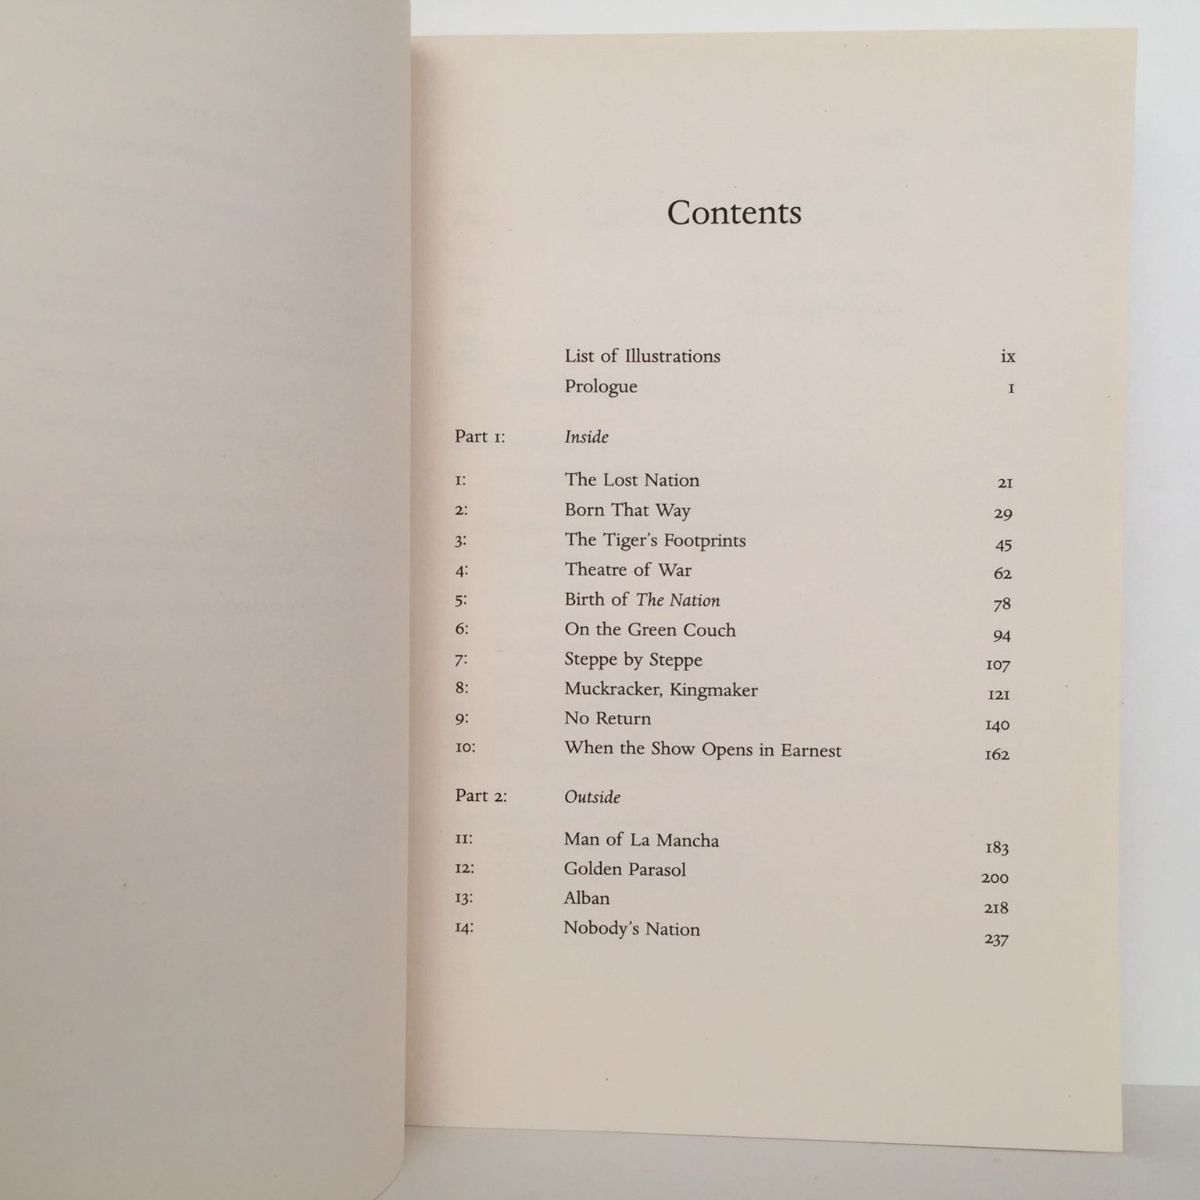 Contents
List of Illustrations ix
Prologue 1
Part 1: Inside
1: The Lost Nation 21
2: Born That Way 29
3: The Tiger's Footprints 45
4: Theatre of War 62
5: Birth of The Nation 78
6: On the Green Couch 94
7: Steppe by Steppe 107
8: Muckracker, Kingmaker 121
9: No Return 140
10: When the Show Opens in Earnest 162
Part 2: Outside
11: Man of La Mancha 183
12: Golden Parasol 200
13: Alban 218
14: Nobody's Nation 237